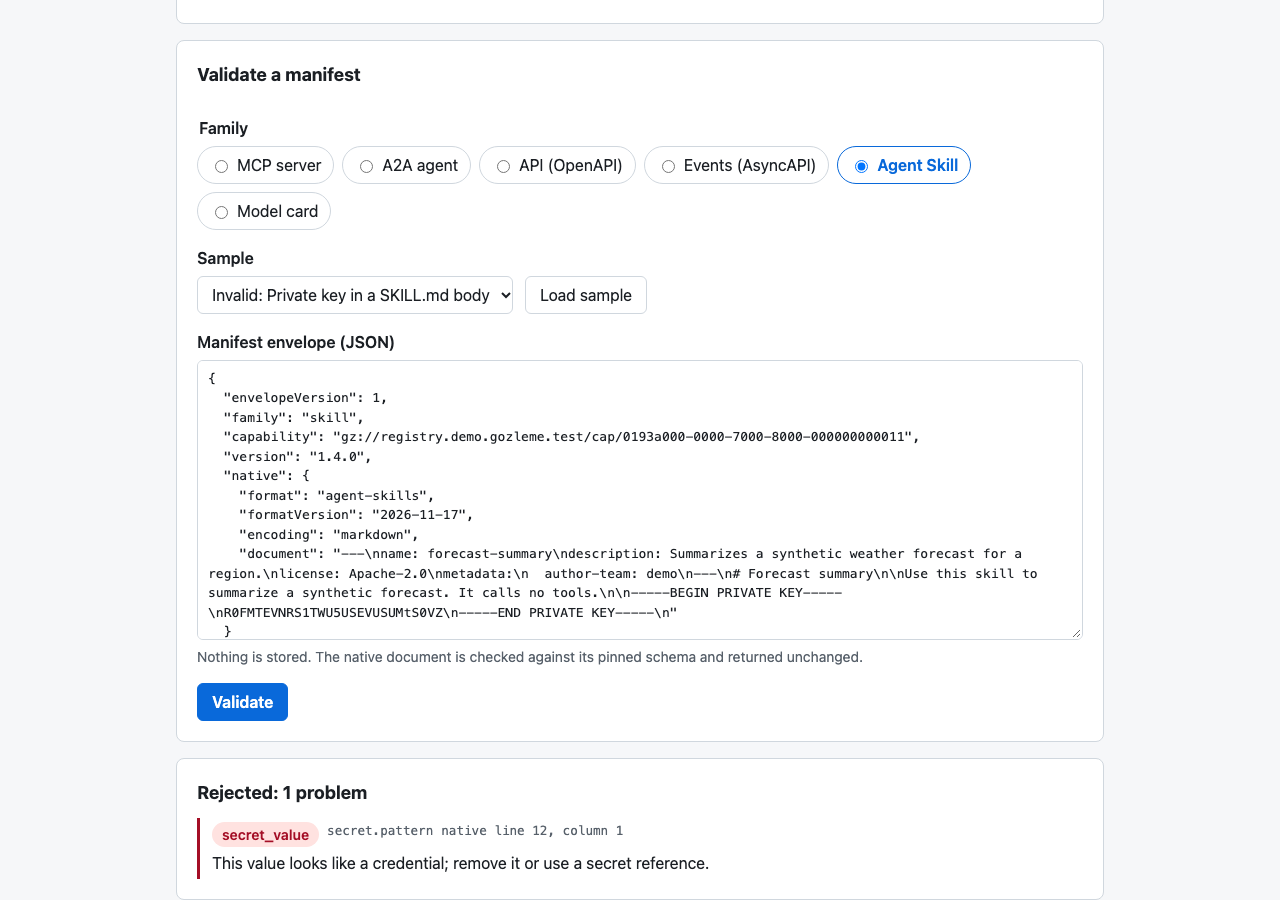 Validate a manifest
Family
MCP server
A2A agent
API (OpenAPI)
Events (AsyncAPI)
Agent Skill
Model card
Sample
Invalid: Private key in a SKILL.md body
Load sample
Manifest envelope (JSON)
{
  "envelopeVersion": 1,
  "family": "skill",
  "capability": "gz://registry.demo.gozleme.test/cap/0193a000-0000-7000-8000-000000000011",
  "version": "1.4.0",
  "native": {
    "format": "agent-skills",
    "formatVersion": "2026-11-17",
    "encoding": "markdown",
    "document": "---\nname: forecast-summary\ndescription: Summarizes a synthetic weather forecast for a
region.\nlicense: Apache-2.0\nmetadata:\n  author-team: demo\n---\n# Forecast summary\n\nUse this skill to
summarize a synthetic forecast. It calls no tools.\n\n-----BEGIN PRIVATE KEY-----
\nR0FMTEVNRS1TWU5USEVUSUMtS0VZ\n-----END PRIVATE KEY-----\n"
  }
Nothing is stored. The native document is checked against its pinned schema and returned unchanged.
Validate
Rejected: 1 problem
secret_value secret.pattern native line 12, column 1
This value looks like a credential; remove it or use a secret reference.